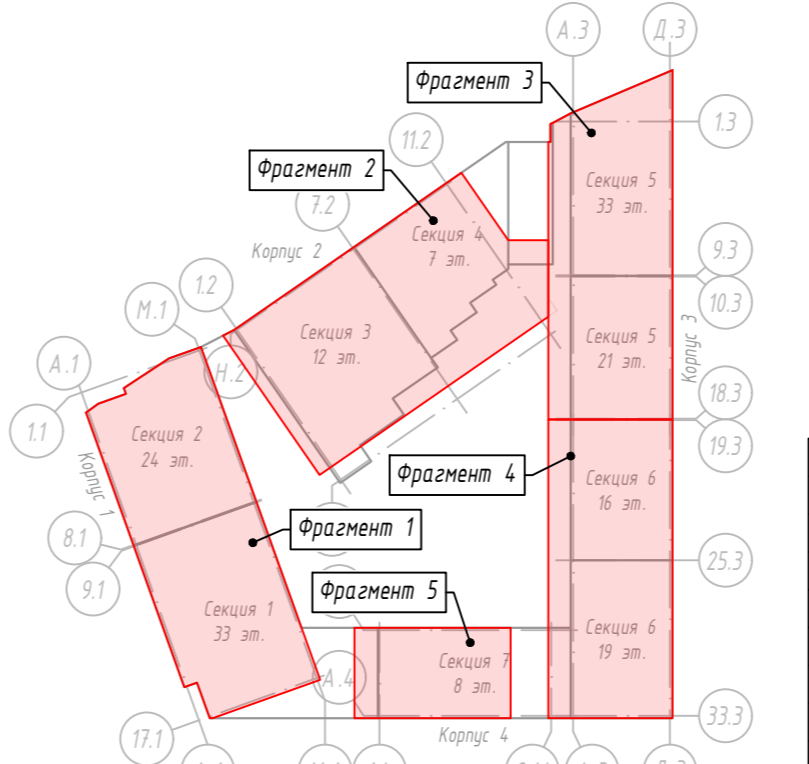 А.3
Д.3
Фрагмент 3
1.3
11.2
Фрагмент 2
Секция 5
33 эт.
7.2
Секция 4
7 эт.
Корпус 2
9.3
10.3
1.2
М.1
Секция 3
12 эт.
Секция 5
21 эт.
Корпус 3
А.1
Н.2
18.3
1.1
Секция 2
24 эт.
19.3
Корпус 1
Фрагмент 4
Секция 6
16 эт.
8.1
Фрагмент 1
25.3
9.1
Фрагмент 5
Секция 1
33 эт.
Секция 6
19 эт.
Секция 7
8 эт.
А.4
33.3
17.1
Корпус 4